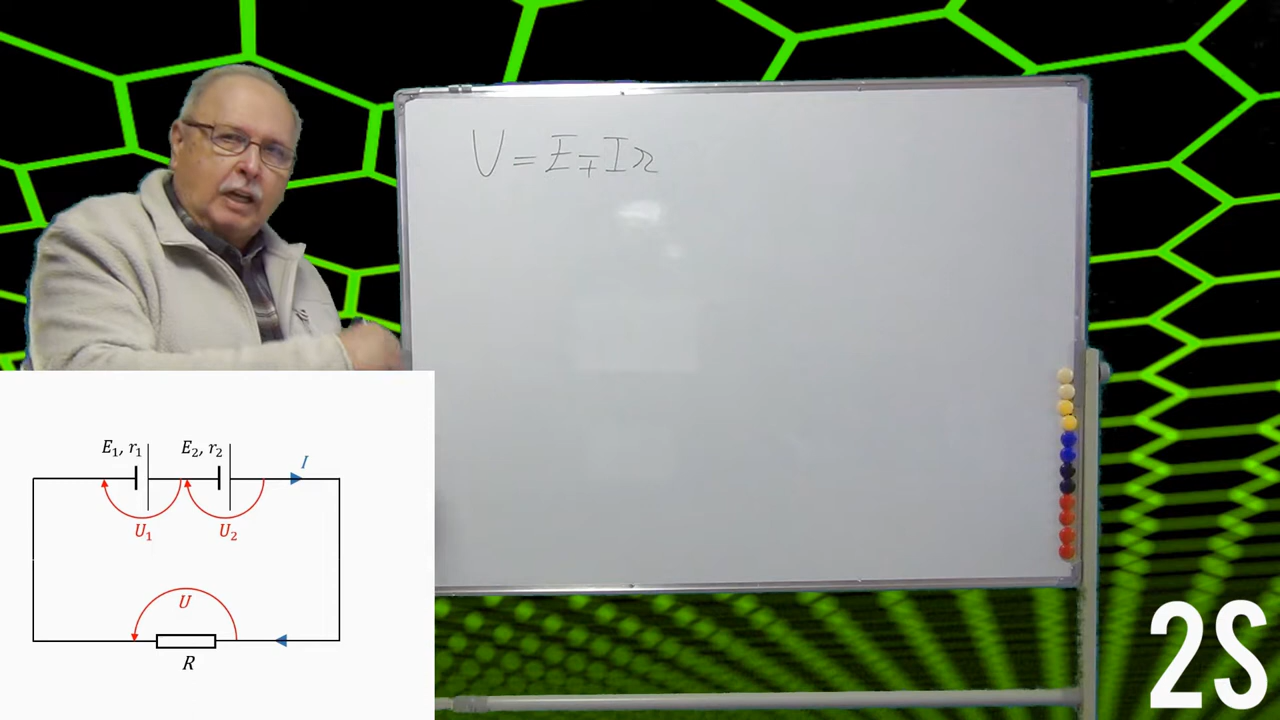 U = E ∓ Ir
E₁, r₁
E₂, r₂
I
U₁
U₂
U
R
2S